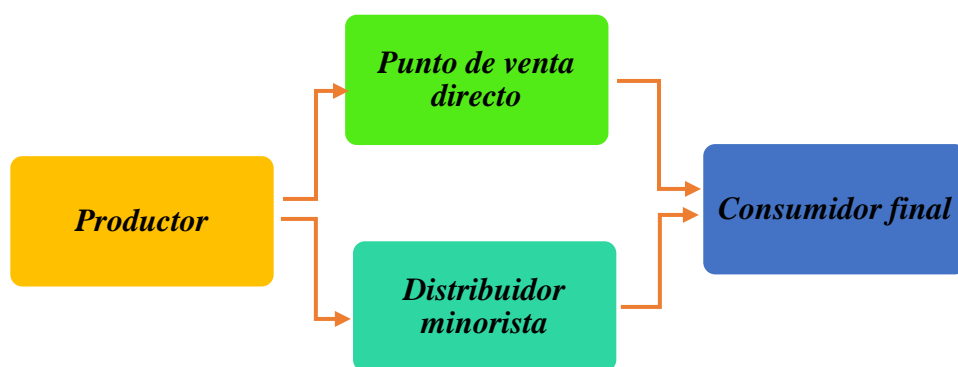 Punto de venta
directo
Productor
Consumidor final
Distribuidor
minorista